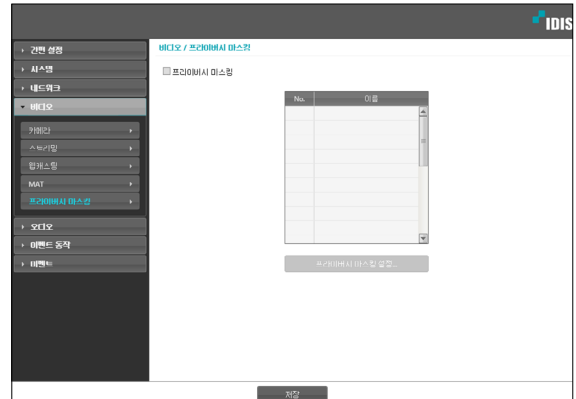 IDIS
간편 설정
시스템
네트워크
비디오
카메라
스트리밍
웹캐스팅
MAT
프라이버시 마스킹
오디오
이벤트 동작
이벤트
비디오 / 프라이버시 마스킹
프라이버시 마스킹
No. 이름
프라이버시 마스킹 설정...
저장